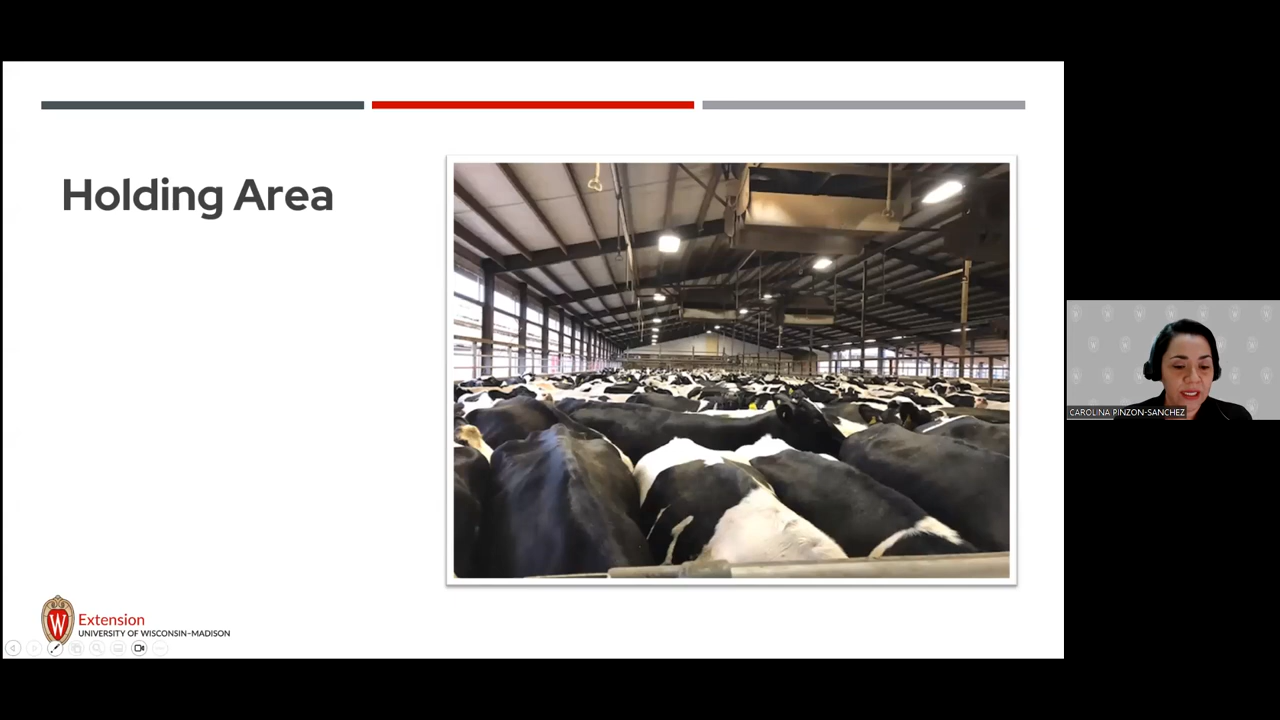 Holding Area
CAROLINA PINZON-SANCHEZ
W
Extension
UNIVERSITY OF WISCONSIN-MADISON